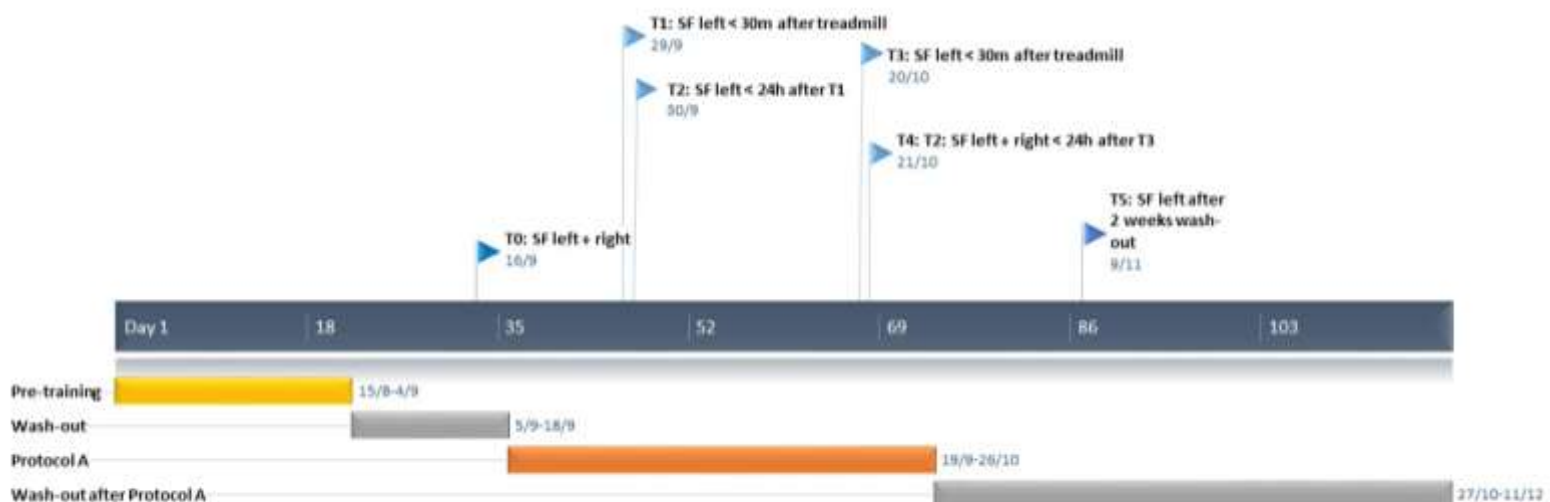 T1: SF left < 30m after treadmill
29/9
T3: SF left < 30m after treadmill
20/10
T2: SF left < 24h after T1
30/9
T4: T2: SF left + right < 24h after T3
21/10
T5: SF left after
2 weeks wash-
out
9/11
T0: SF left + right
16/9
Day 1 18 35 52 69 86 103
Pre-training 15/8-4/9
Wash-out 5/9-18/9
Protocol A 19/9-26/10
Wash-out after Protocol A 27/10-11/12